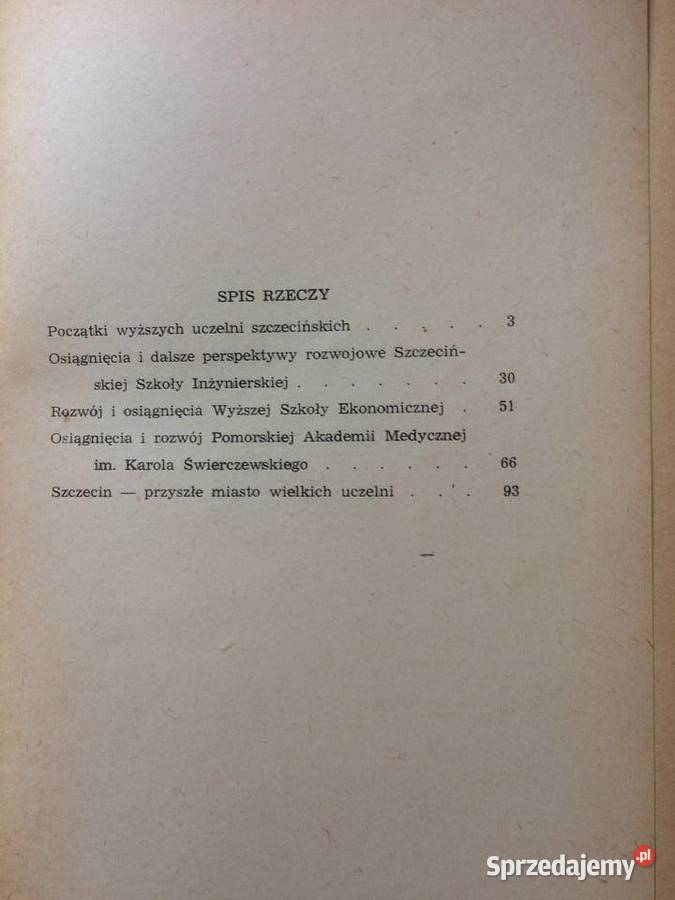 SPIS RZECZY
Początki wyższych uczelni szczecińskich . . . . . 3
Osiągnięcia i dalsze perspektywy rozwojowe Szczeciń-
skiej Szkoły Inżynierskiej . . . . . . . 30
Rozwój i osiągnięcia Wyższej Szkoły Ekonomicznej . 51
Osiągnięcia i rozwój Pomorskiej Akademii Medycznej
im. Karola Świerczewskiego . . . . . . 66
Szczecin — przyszłe miasto wielkich uczelni . . . 93
Sprzedajemy.pl